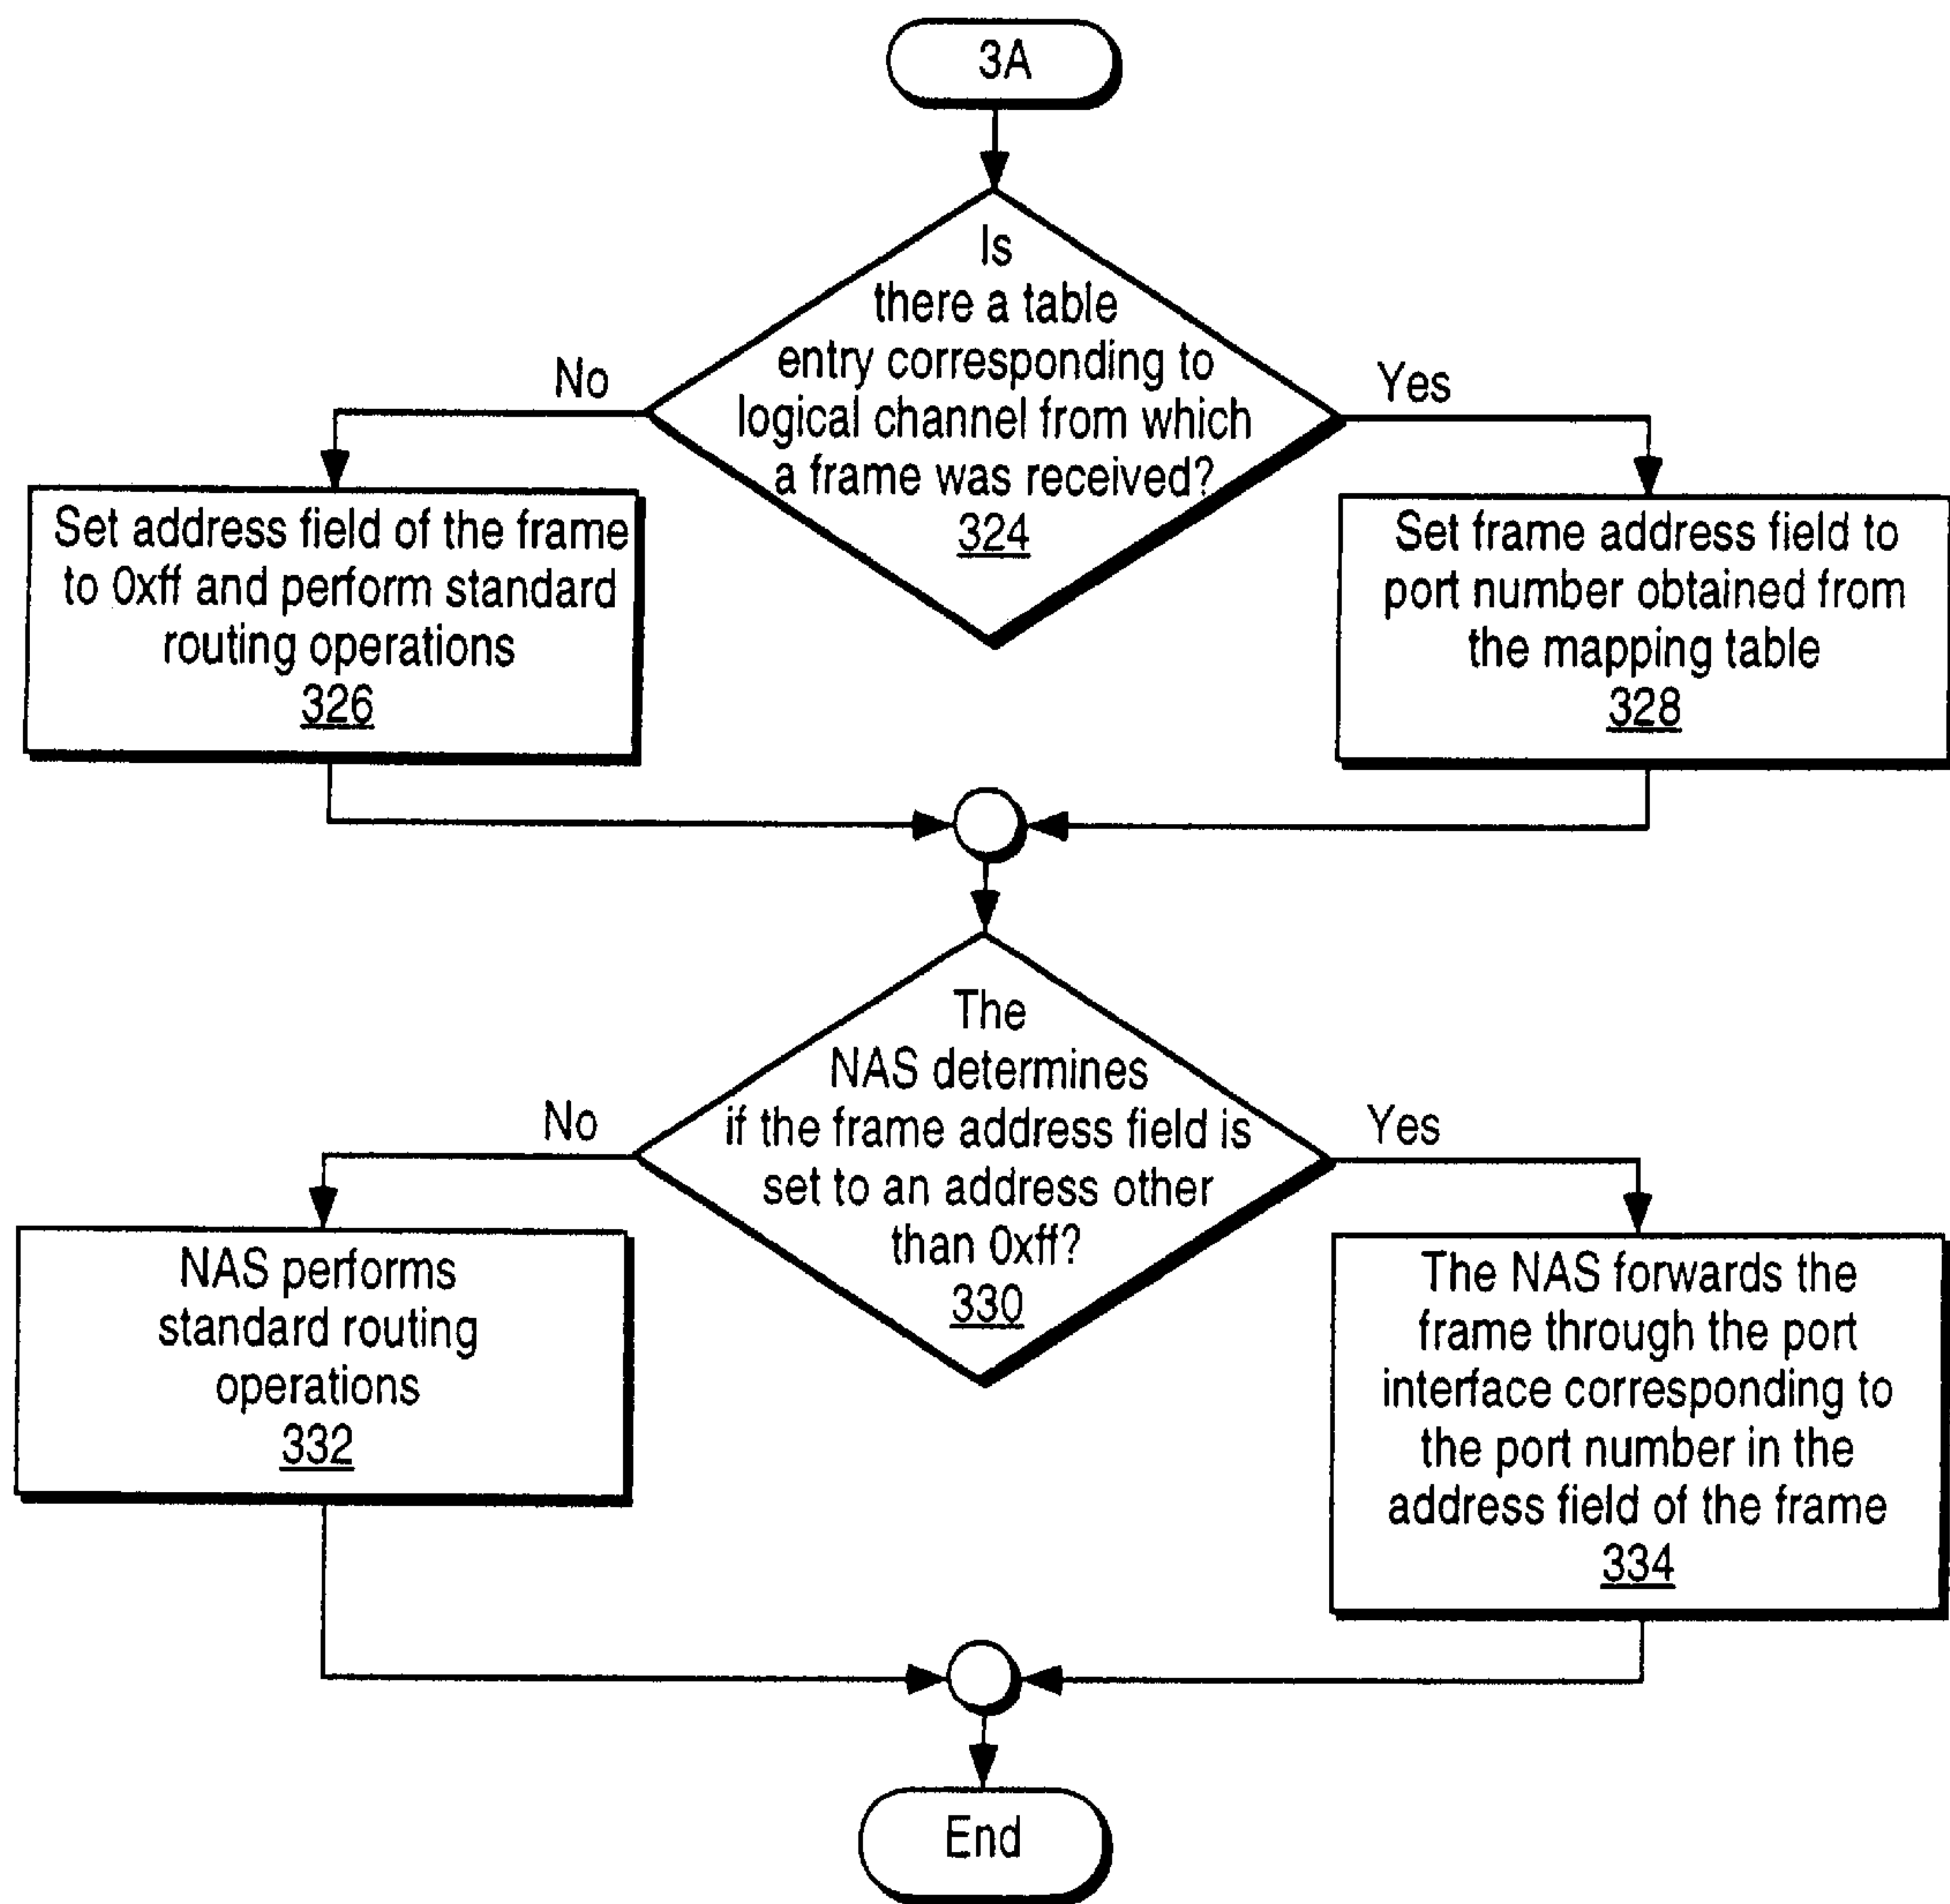 3A
Is
there a table
entry corresponding to
logical channel from which
a frame was received?
324
No
Yes
Set address field of the frame
to 0xff and perform standard
routing operations
326
Set frame address field to
port number obtained from
the mapping table
328
The
NAS determines
if the frame address field is
set to an address other
than 0xff?
330
No
Yes
NAS performs
standard routing
operations
332
The NAS forwards the
frame through the port
interface corresponding to
the port number in the
address field of the frame
334
End